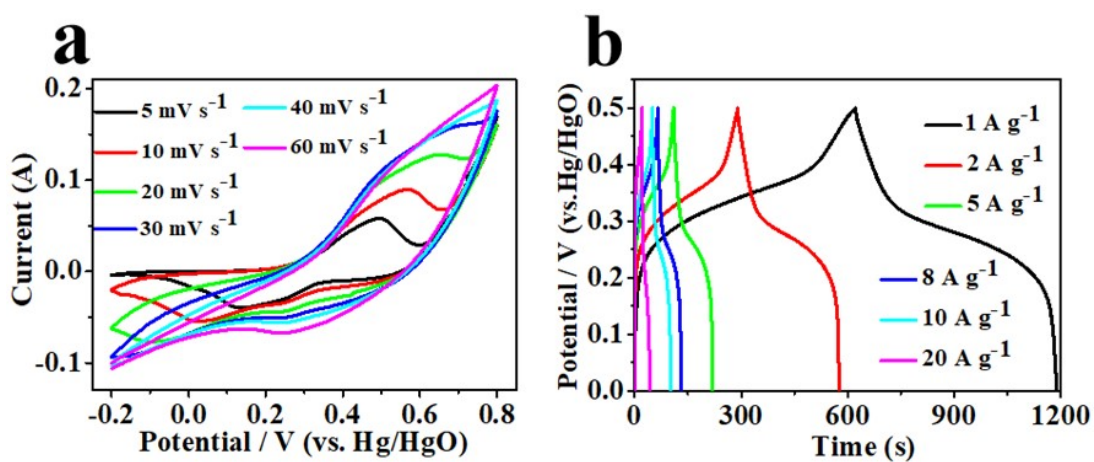 a
0.2
0.1
0.0
-0.1
Current (A)
5 mV s⁻¹
10 mV s⁻¹
20 mV s⁻¹
30 mV s⁻¹
40 mV s⁻¹
60 mV s⁻¹
-0.2 0.0 0.2 0.4 0.6 0.8
Potential / V (vs. Hg/HgO)
b
0.5
0.4
0.3
0.2
0.1
0.0
Potential / V (vs.Hg/HgO)
1 A g⁻¹
2 A g⁻¹
5 A g⁻¹
8 A g⁻¹
10 A g⁻¹
20 A g⁻¹
0 300 600 900 1200
Time (s)